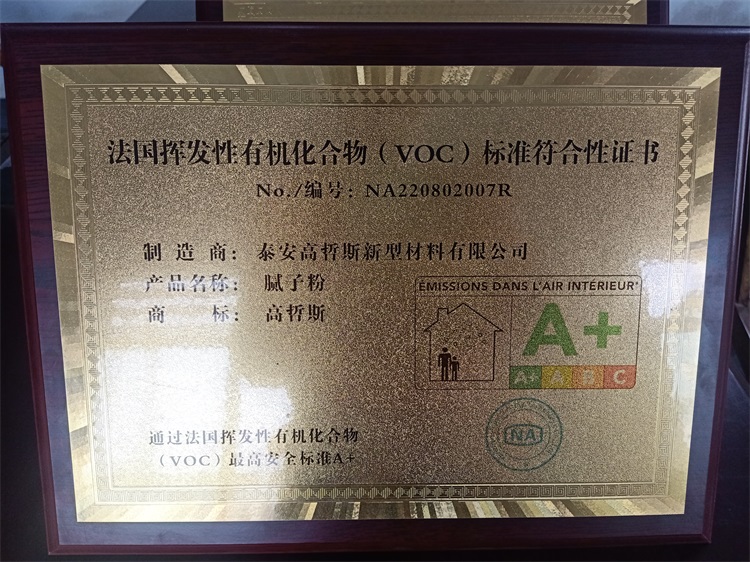 法国挥发性有机化合物（VOC）标准符合性证书
No./编号：NA220802007R
制造商：泰安高哲斯新型材料有限公司
产品名称：腻子粉
商标：高哲斯
ÉMISSIONS DANS L'AIR INTÉRIEUR*
A+
A+ A B C
NA
通过法国挥发性有机化合物
（VOC）最高安全标准A+